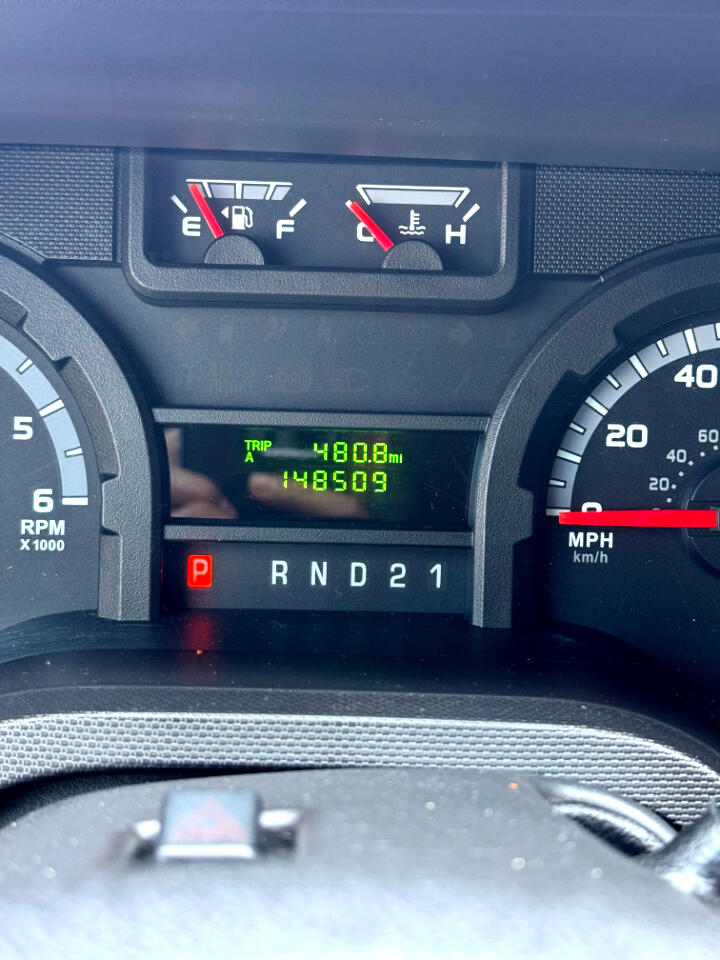 E F
C H
5
6
RPM
X1000
TRIP 480.8mi
A
148509
P R N D 2 1
40
20
60
40
20
0
MPH
km/h